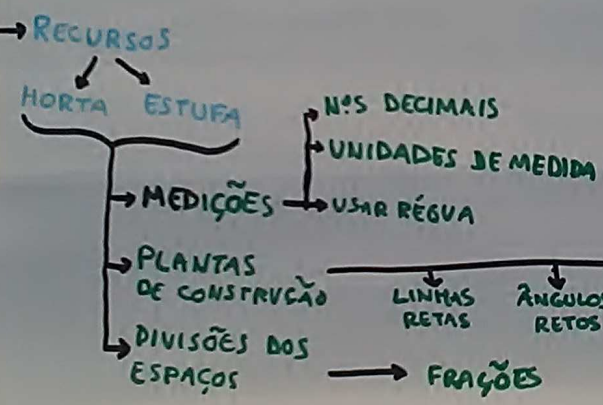 RECURSOS
HORTA ESTUFA
NºS DECIMAIS
UNIDADES DE MEDIDA
MEDIÇÕES
USAR RÉGUA
PLANTAS
DE CONSTRUÇÃO
LINHAS
RETAS
ÂNGULOS
RETOS
DIVISÕES DOS
ESPAÇOS
FRAÇÕES